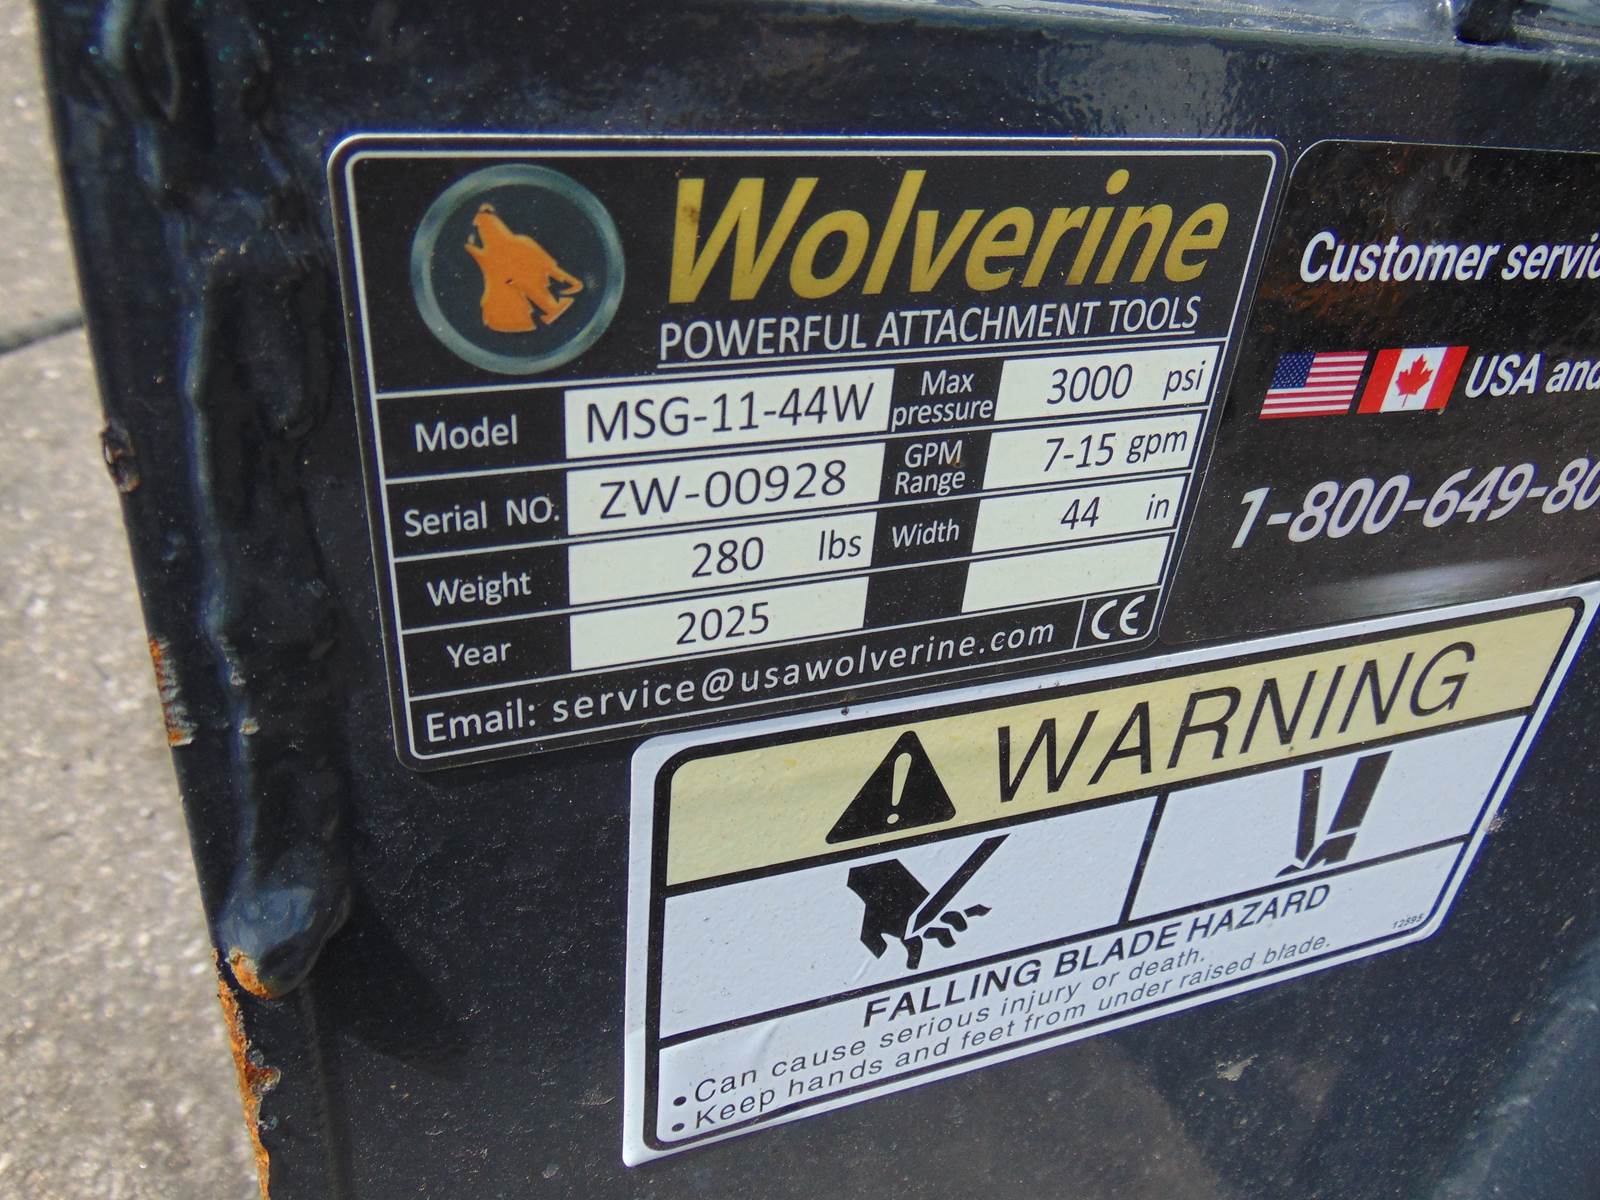 Wolverine
POWERFUL ATTACHMENT TOOLS
Model MSG-11-44W Max pressure 3000 psi
Serial NO. ZW-00928 GPM Range 7-15 gpm
Weight 280 lbs Width 44 in
Year 2025
Email: service@usawolverine.com CE
Customer
USA
1-800-649-80
WARNING
FALLING BLADE HAZARD
• Can cause serious injury or death.
• Keep hands and feet from under raised blade.
12595